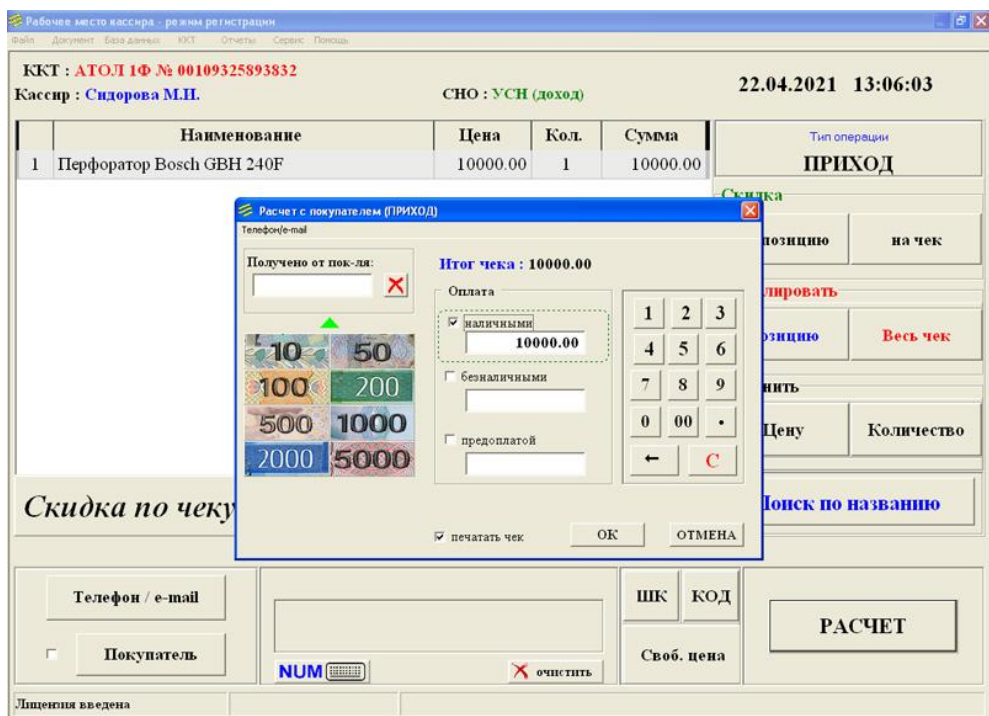 Рабочее место кассира - режим регистрации
Файл Документ База данных ККТ Отчеты Сервис Помощь
ККТ : АТОЛ 1Ф № 00109325893832
Кассир : Сидорова М.П.
СНО : УСН (доход)
22.04.2021 13:06:03
Наименование Цена Кол. Сумма
1 Перфоратор Bosch GBH 240F 10000.00 1 10000.00
Тип операции
ПРИХОД
на чек
Весь чек
Цену Количество
Расчет с покупателем (ПРИХОД)
Телефон/e-mail
Получено от пок-ля:
Итог чека : 10000.00
Оплата
наличными
10000.00
безналичными
предоплатой
10 50
100 200
500 1000
2000 5000
1 2 3
4 5 6
7 8 9
0 00 .
← C
печатать чек
ОК ОТМЕНА
Скидка по чеку
Поиск по названию
Телефон / e-mail
Покупатель
NUM
очистить
ШК КОД
Своб. цена
РАСЧЕТ
Лицензия введена